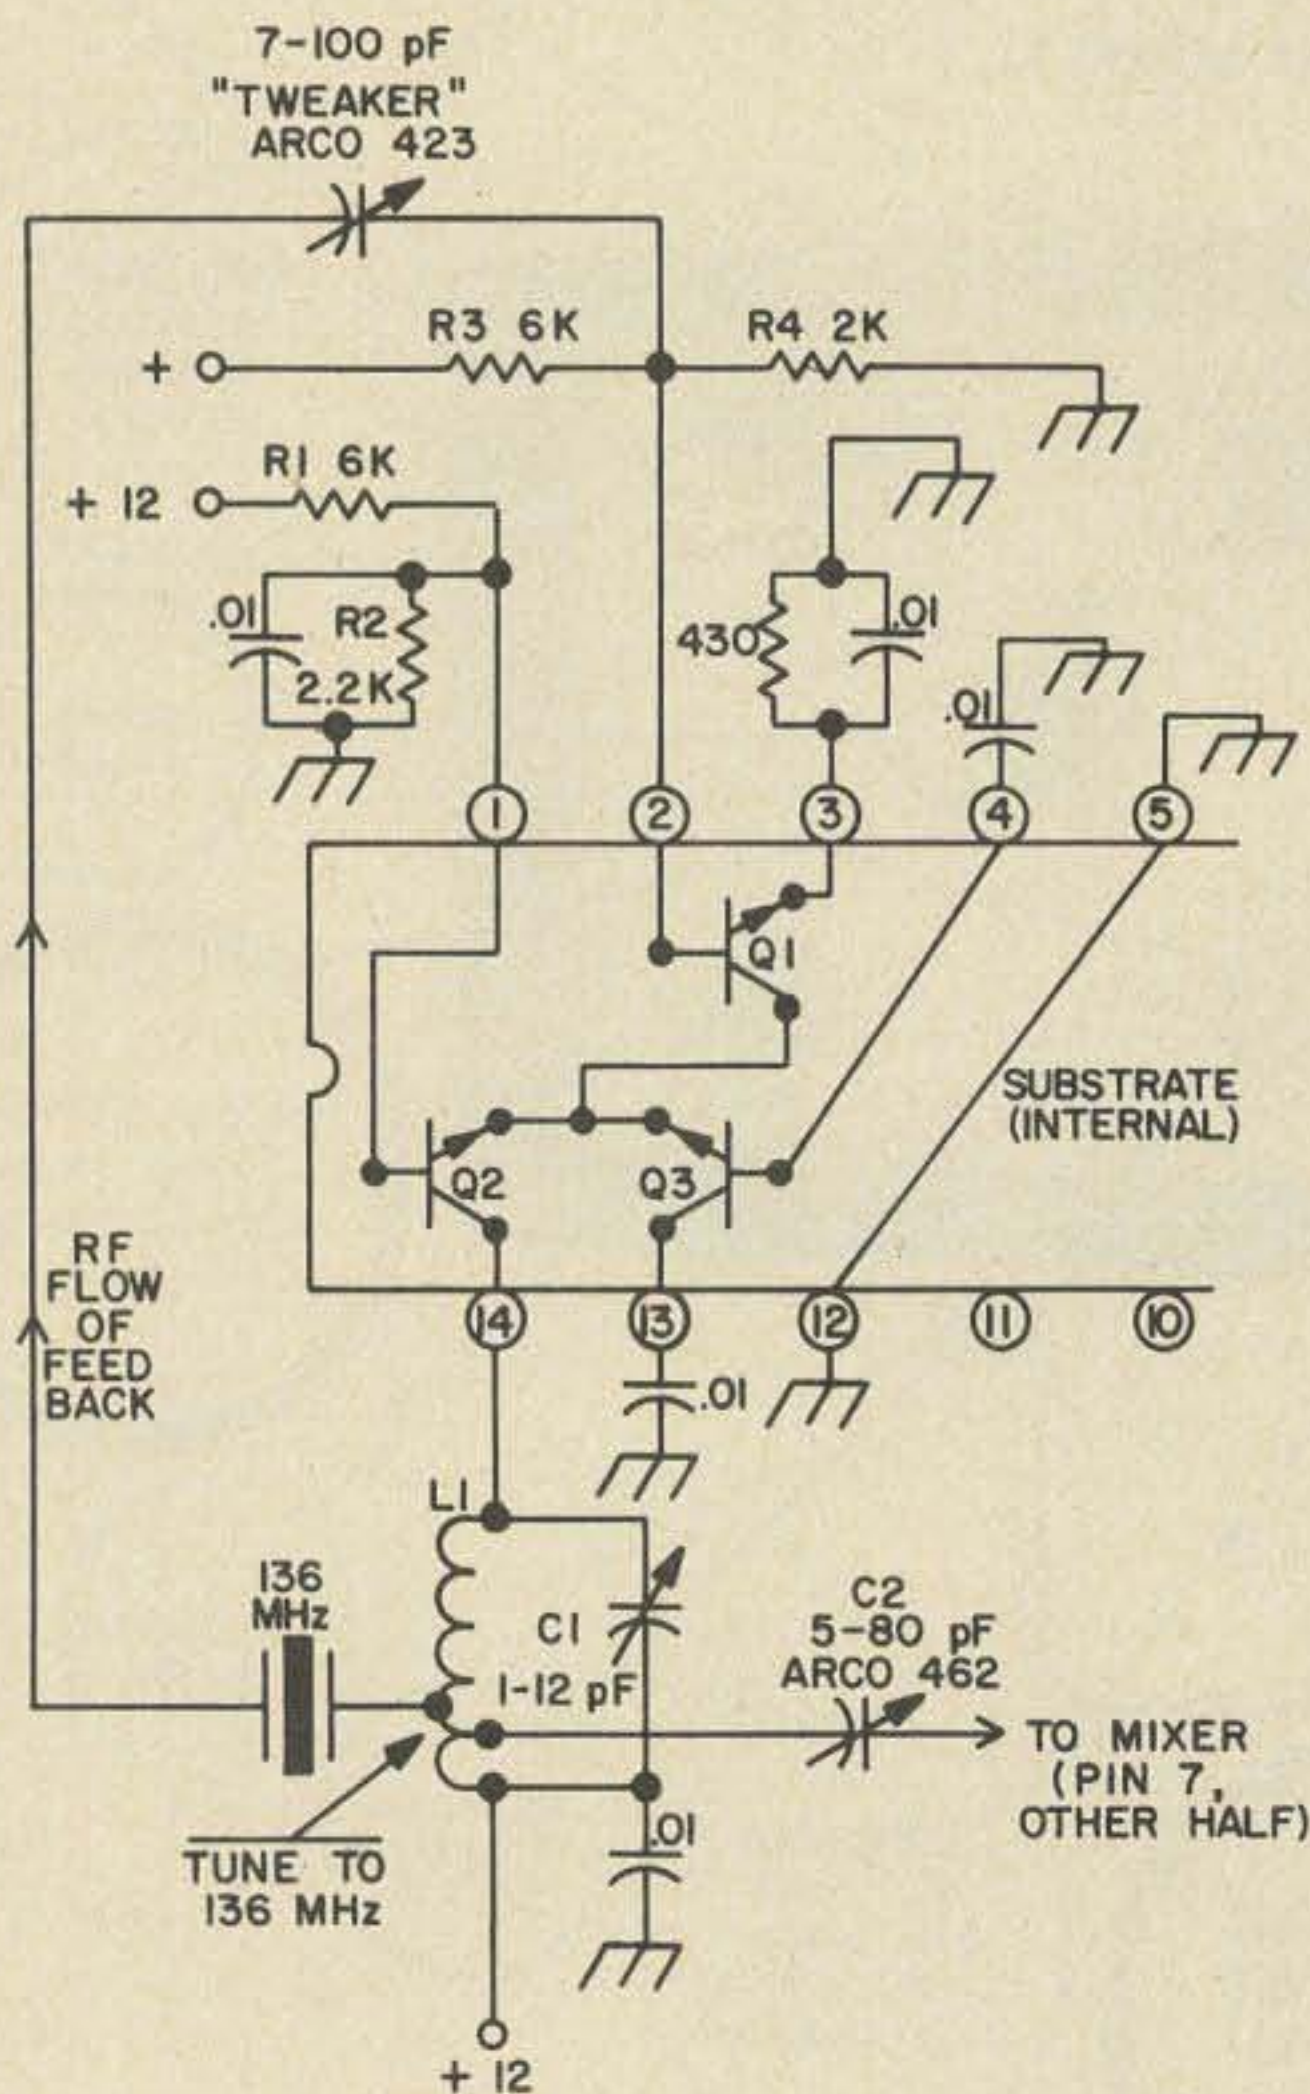 7-100 pF
"TWEAKER"
ARCO 423
R3 6K
R4 2K
+
R1 6K
+ 12
.01
R2
2.2K
430
.01
.01
1
2
3
4
5
Q1
SUBSTRATE
(INTERNAL)
Q2
Q3
RF
FLOW
OF
FEED
BACK
14
13
12
11
10
.01
L1
136
MHz
C1
1-12 pF
C2
5-80 pF
ARCO 462
TO MIXER
(PIN 7,
OTHER HALF)
TUNE TO
136 MHz
.01
+ 12